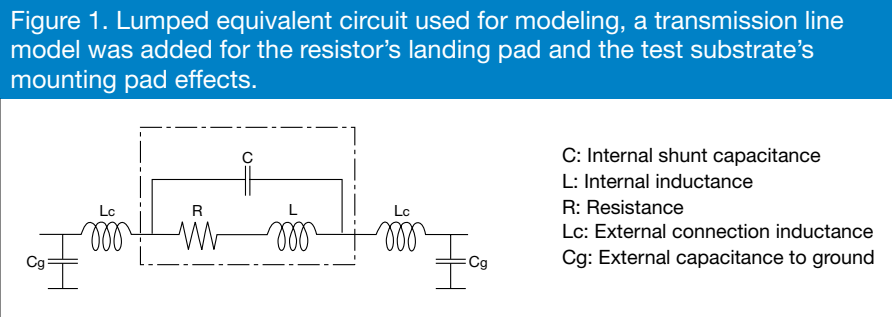 Figure 1. Lumped equivalent circuit used for modeling, a transmission line
model was added for the resistor's landing pad and the test substrate's
mounting pad effects.
C
Lc
R
L
Lc
Cg
Cg
C: Internal shunt capacitance
L: Internal inductance
R: Resistance
Lc: External connection inductance
Cg: External capacitance to ground